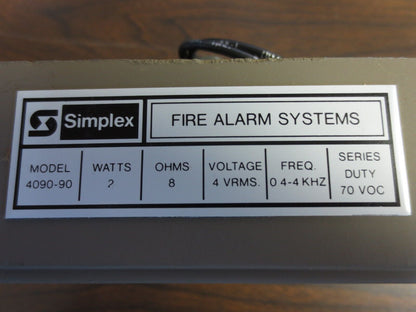 Simplex
FIRE ALARM SYSTEMS
MODEL
4090-90
WATTS
2
OHMS
8
VOLTAGE
4 VRMS.
FREQ.
0 4-4 KHZ
SERIES
DUTY
70 VOC